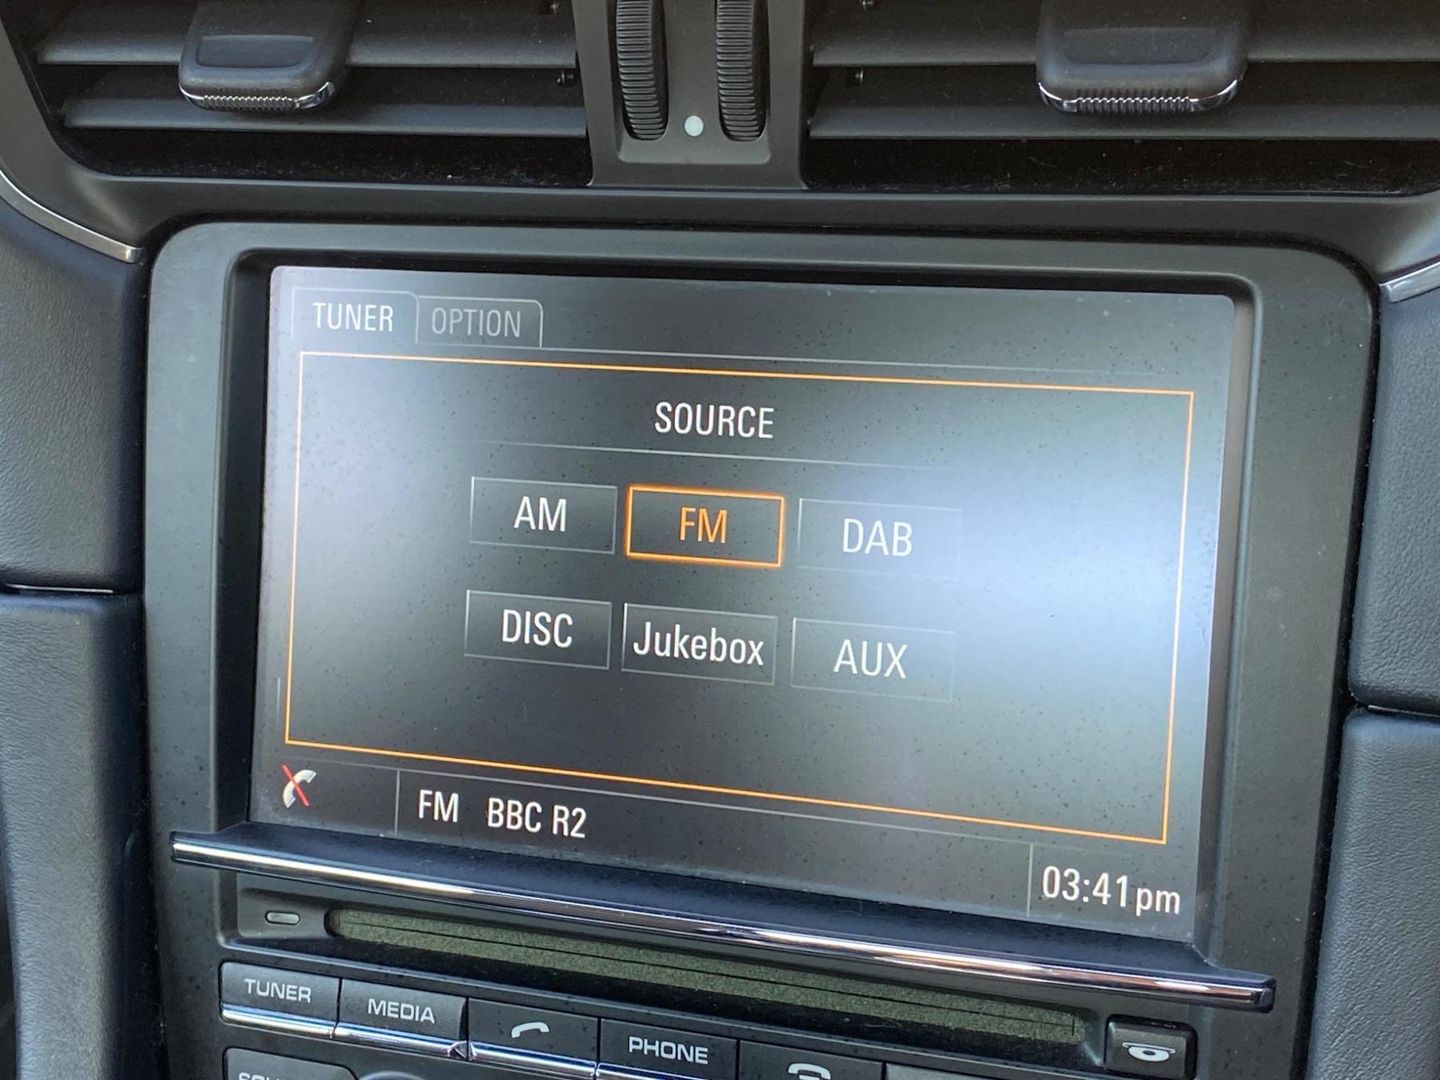 TUNER OPTION
SOURCE
AM FM DAB
DISC Jukebox AUX
FM BBC R2
03:41pm
TUNER MEDIA PHONE